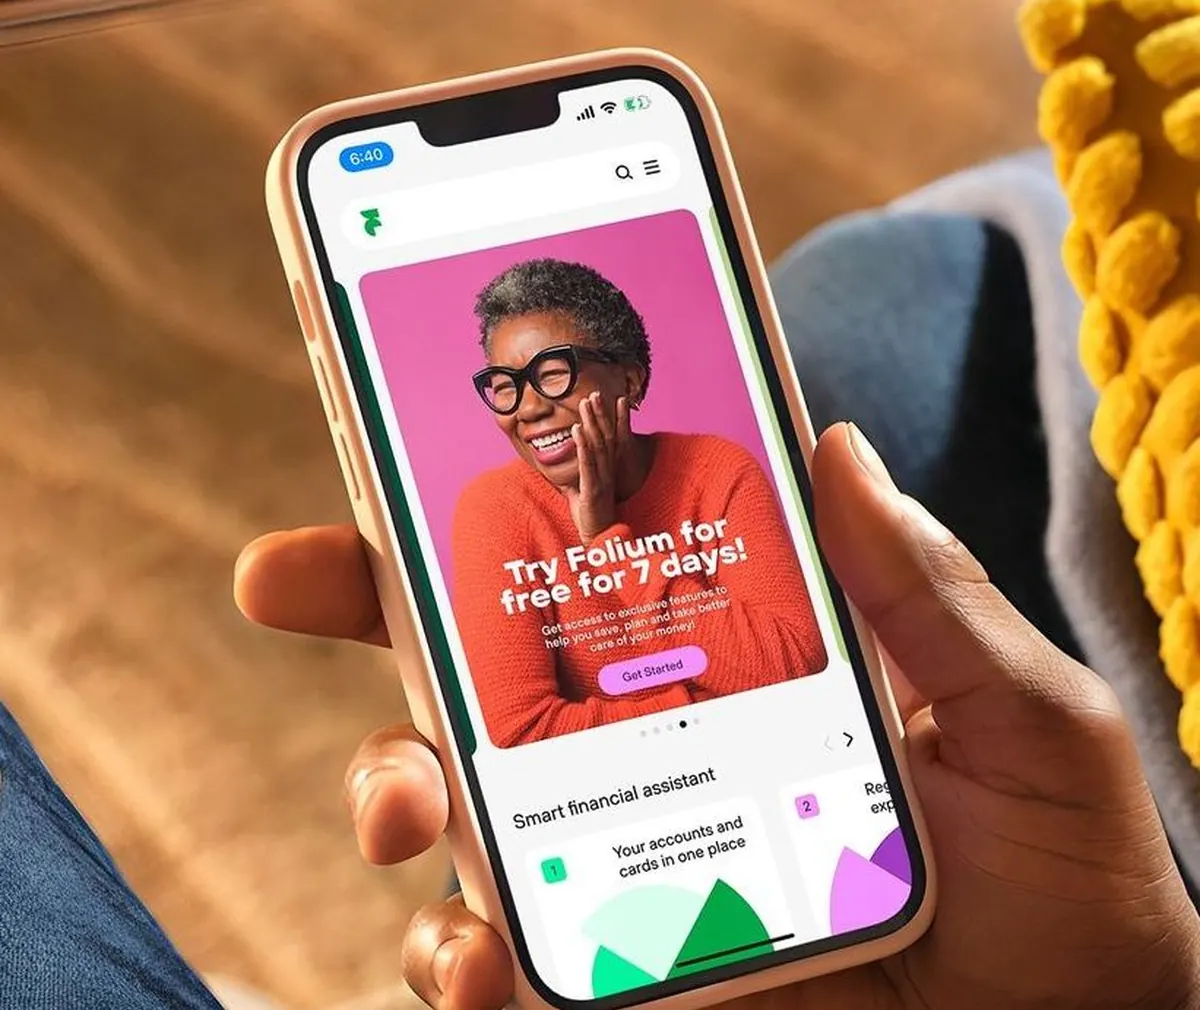 6:40
Try Folium for
free for 7 days!
Get access to exclusive features to
help you save, plan and take better
care of your money!
Get Started
Smart financial assistant
1
Your accounts and
cards in one place
2